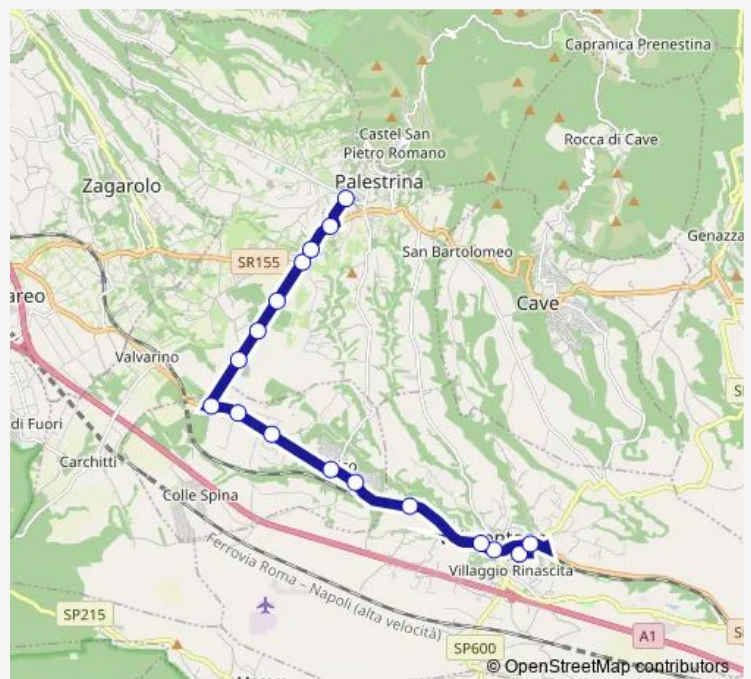 Capranica Prenestina
Castel San
Pietro Romano
Rocca di Cave
Zagarolo
Palestrina
Genazza
San Bartolomeo
SR155
areo
Cave
Valvarino
di Fuori
Carchitti
Colle Spina
Villaggio Rinascita
Ferrovia Roma – Napoli (alta velocità)
SP215
A1
SP600
© OpenStreetMap contributors